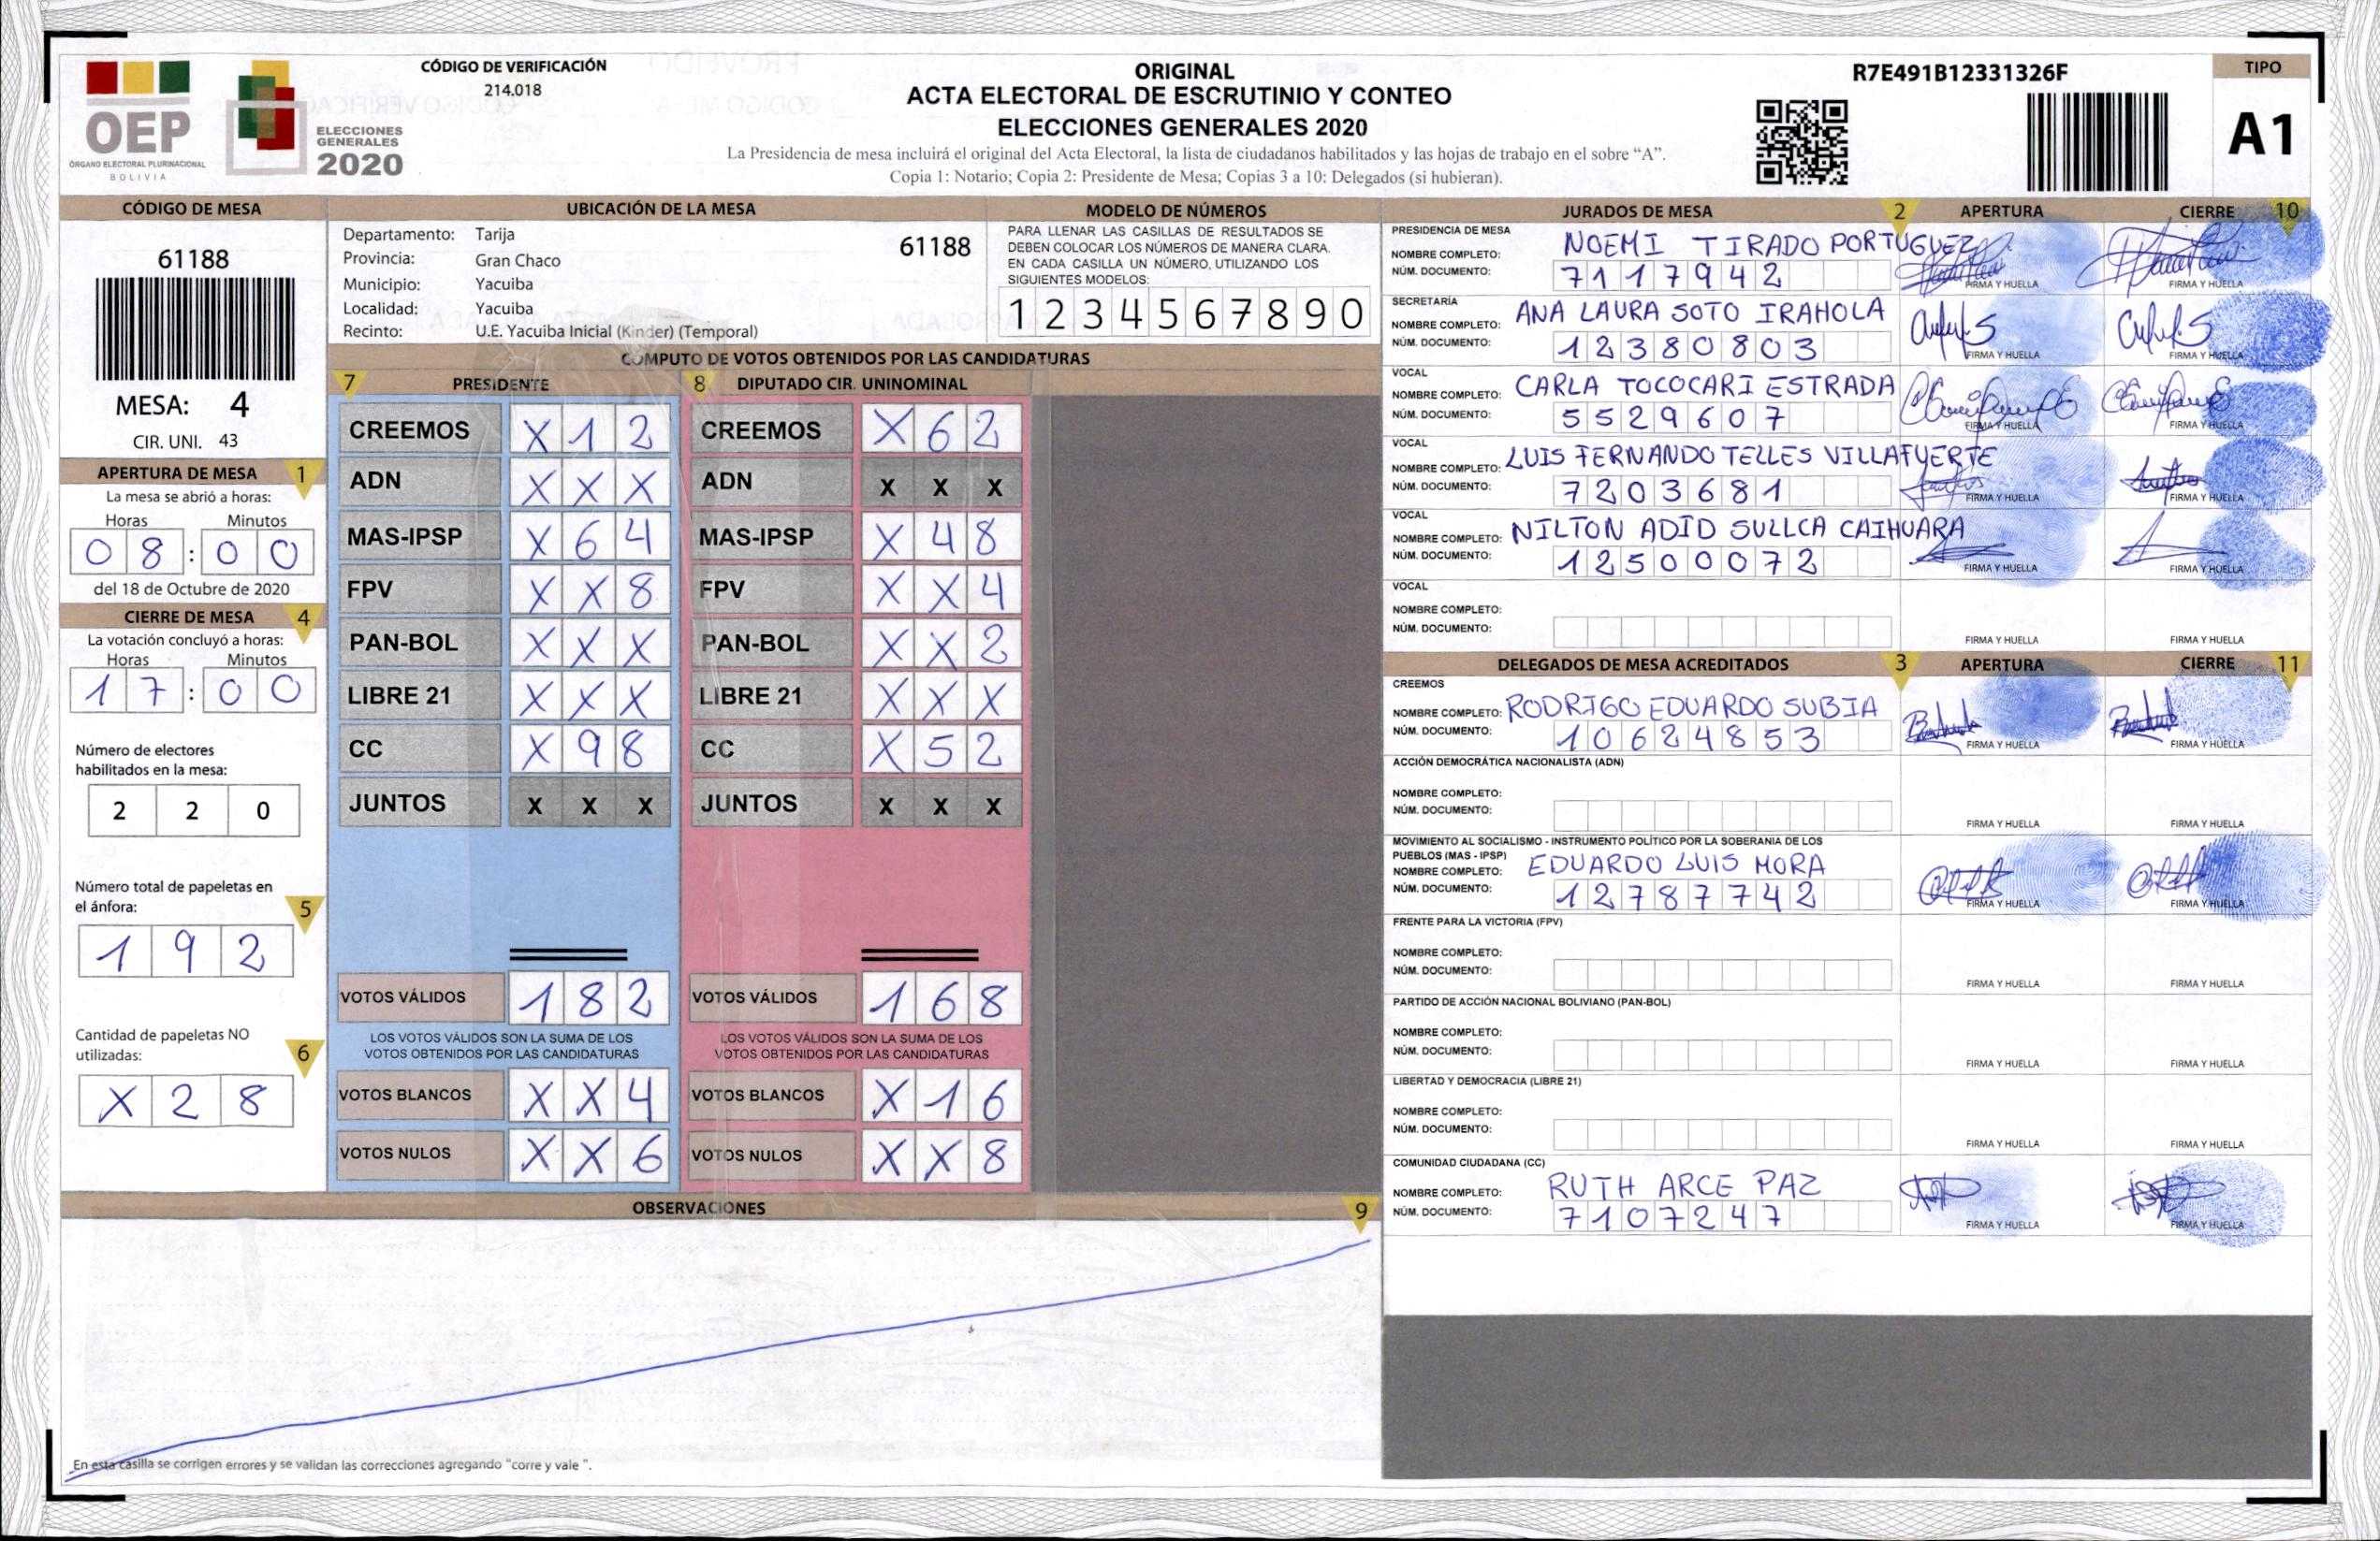 CÓDIGO DE VERIFICACIÓN
214.018
OEP
ÓRGANO ELECTORAL PLURINACIONAL
BOLIVIA
ELECCIONES
GENERALES
2020
ORIGINAL
ACTA ELECTORAL DE ESCRUTINIO Y CONTEO
ELECCIONES GENERALES 2020
La Presidencia de mesa incluirá el original del Acta Electoral, la lista de ciudadanos habilitados y las hojas de trabajo en el sobre “A”.
Copia 1: Notario; Copia 2: Presidente de Mesa; Copias 3 a 10: Delegados (si hubieran).
R7E491B12331326F
TIPO
A1
CÓDIGO DE MESA
61188
MESA: 4
CIR. UNI. 43
APERTURA DE MESA 1
La mesa se abrió a horas:
Horas Minutos
0 8 : 0 0
del 18 de Octubre de 2020
CIERRE DE MESA 4
La votación concluyó a horas:
Horas Minutos
1 7 : 0 0
Número de electores
habilitados en la mesa:
2 2 0
Número total de papeletas en
el ánfora: 5
1 9 2
Cantidad de papeletas NO
utilizadas: 6
X 2 8
UBICACIÓN DE LA MESA
Departamento: Tarija 61188
Provincia: Gran Chaco
Municipio: Yacuiba
Localidad: Yacuiba
Recinto: U.E. Yacuiba Inicial (Kinder) (Temporal)
MODELO DE NÚMEROS
PARA LLENAR LAS CASILLAS DE RESULTADOS SE
DEBEN COLOCAR LOS NÚMEROS DE MANERA CLARA.
EN CADA CASILLA UN NÚMERO, UTILIZANDO LOS
SIGUIENTES MODELOS:
1 2 3 4 5 6 7 8 9 0
CÓMPUTO DE VOTOS OBTENIDOS POR LAS CANDIDATURAS
7 PRESIDENTE
CREEMOS X 1 2
ADN X X X
MAS-IPSP X 6 4
FPV X X 8
PAN-BOL X X X
LIBRE 21 X X X
CC X 9 8
JUNTOS X X X
VOTOS VÁLIDOS 1 8 2
LOS VOTOS VÁLIDOS SON LA SUMA DE LOS
VOTOS OBTENIDOS POR LAS CANDIDATURAS
VOTOS BLANCOS X X 4
VOTOS NULOS X X 6
8 DIPUTADO CIR. UNINOMINAL
CREEMOS X 6 2
ADN X X X
MAS-IPSP X 4 8
FPV X X 4
PAN-BOL X X 2
LIBRE 21 X X X
CC X 5 2
JUNTOS X X X
VOTOS VÁLIDOS 1 6 8
LOS VOTOS VÁLIDOS SON LA SUMA DE LOS
VOTOS OBTENIDOS POR LAS CANDIDATURAS
VOTOS BLANCOS X 1 6
VOTOS NULOS X X 8
OBSERVACIONES 9
En esta casilla se corrigen errores y se validan las correcciones agregando “corre y vale ”.
JURADOS DE MESA 2 APERTURA CIERRE 10
PRESIDENCIA DE MESA
NOMBRE COMPLETO: NOEMI TIRADO PORTUGUEZ
NÚM. DOCUMENTO: 7117942
FIRMA Y HUELLA FIRMA Y HUELLA
SECRETARÍA
NOMBRE COMPLETO: ANA LAURA SOTO IRAHOLA
NÚM. DOCUMENTO: 12380803
FIRMA Y HUELLA FIRMA Y HUELLA
VOCAL
NOMBRE COMPLETO: CARLA TOCOCARI ESTRADA
NÚM. DOCUMENTO: 5529607
FIRMA Y HUELLA FIRMA Y HUELLA
VOCAL
NOMBRE COMPLETO: LUIS FERNANDO TELLES VILLAFUERTE
NÚM. DOCUMENTO: 7203681
FIRMA Y HUELLA FIRMA Y HUELLA
VOCAL
NOMBRE COMPLETO: NILTON ADID SULLCA CAIHUARA
NÚM. DOCUMENTO: 12500072
FIRMA Y HUELLA FIRMA Y HUELLA
VOCAL
NOMBRE COMPLETO:
NÚM. DOCUMENTO:
FIRMA Y HUELLA FIRMA Y HUELLA
DELEGADOS DE MESA ACREDITADOS 3 APERTURA CIERRE 11
CREEMOS
NOMBRE COMPLETO: RODRIGO EDUARDO SUBIA
NÚM. DOCUMENTO: 10624853
FIRMA Y HUELLA FIRMA Y HUELLA
ACCIÓN DEMOCRÁTICA NACIONALISTA (ADN)
NOMBRE COMPLETO:
NÚM. DOCUMENTO:
FIRMA Y HUELLA FIRMA Y HUELLA
MOVIMIENTO AL SOCIALISMO - INSTRUMENTO POLÍTICO POR LA SOBERANIA DE LOS
PUEBLOS (MAS - IPSP)
NOMBRE COMPLETO: EDUARDO LUIS MORA
NÚM. DOCUMENTO: 12787742
FIRMA Y HUELLA FIRMA Y HUELLA
FRENTE PARA LA VICTORIA (FPV)
NOMBRE COMPLETO:
NÚM. DOCUMENTO:
FIRMA Y HUELLA FIRMA Y HUELLA
PARTIDO DE ACCIÓN NACIONAL BOLIVIANO (PAN-BOL)
NOMBRE COMPLETO:
NÚM. DOCUMENTO:
FIRMA Y HUELLA FIRMA Y HUELLA
LIBERTAD Y DEMOCRACIA (LIBRE 21)
NOMBRE COMPLETO:
NÚM. DOCUMENTO:
FIRMA Y HUELLA FIRMA Y HUELLA
COMUNIDAD CIUDADANA (CC)
NOMBRE COMPLETO: RUTH ARCE PAZ
NÚM. DOCUMENTO: 7107247
FIRMA Y HUELLA FIRMA Y HUELLA